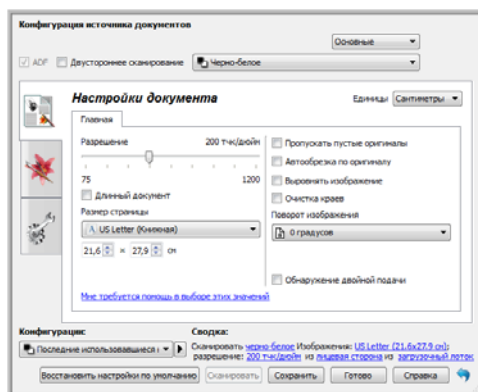 Конфигурация источника документов
Основные
ADF Двустороннее сканирование Черно-белое
Настройки документа Единицы Сантиметры
Главная
Разрешение 200 тчк/дюйм
75 1200
Длинный документ
Размер страницы
US Letter (Книжная)
21,6 × 27,9 см
Пропускать пустые оригиналы
Автообрезка по оригиналу
Выровнять изображение
Очистка краев
Поворот изображения
0 градусов
Обнаружение двойной подачи
Мне требуется помощь в выборе этих значений
Конфигурация: Сводка:
Последние использовавшиеся
Сканировать черно-белое Изображения: US Letter (21.6x27.9 cm);
разрешение: 200 тчк/дюйм из лицевая сторона из загрузочный лоток
Восстановить настройки по умолчанию Сканировать Сохранить Готово Справка